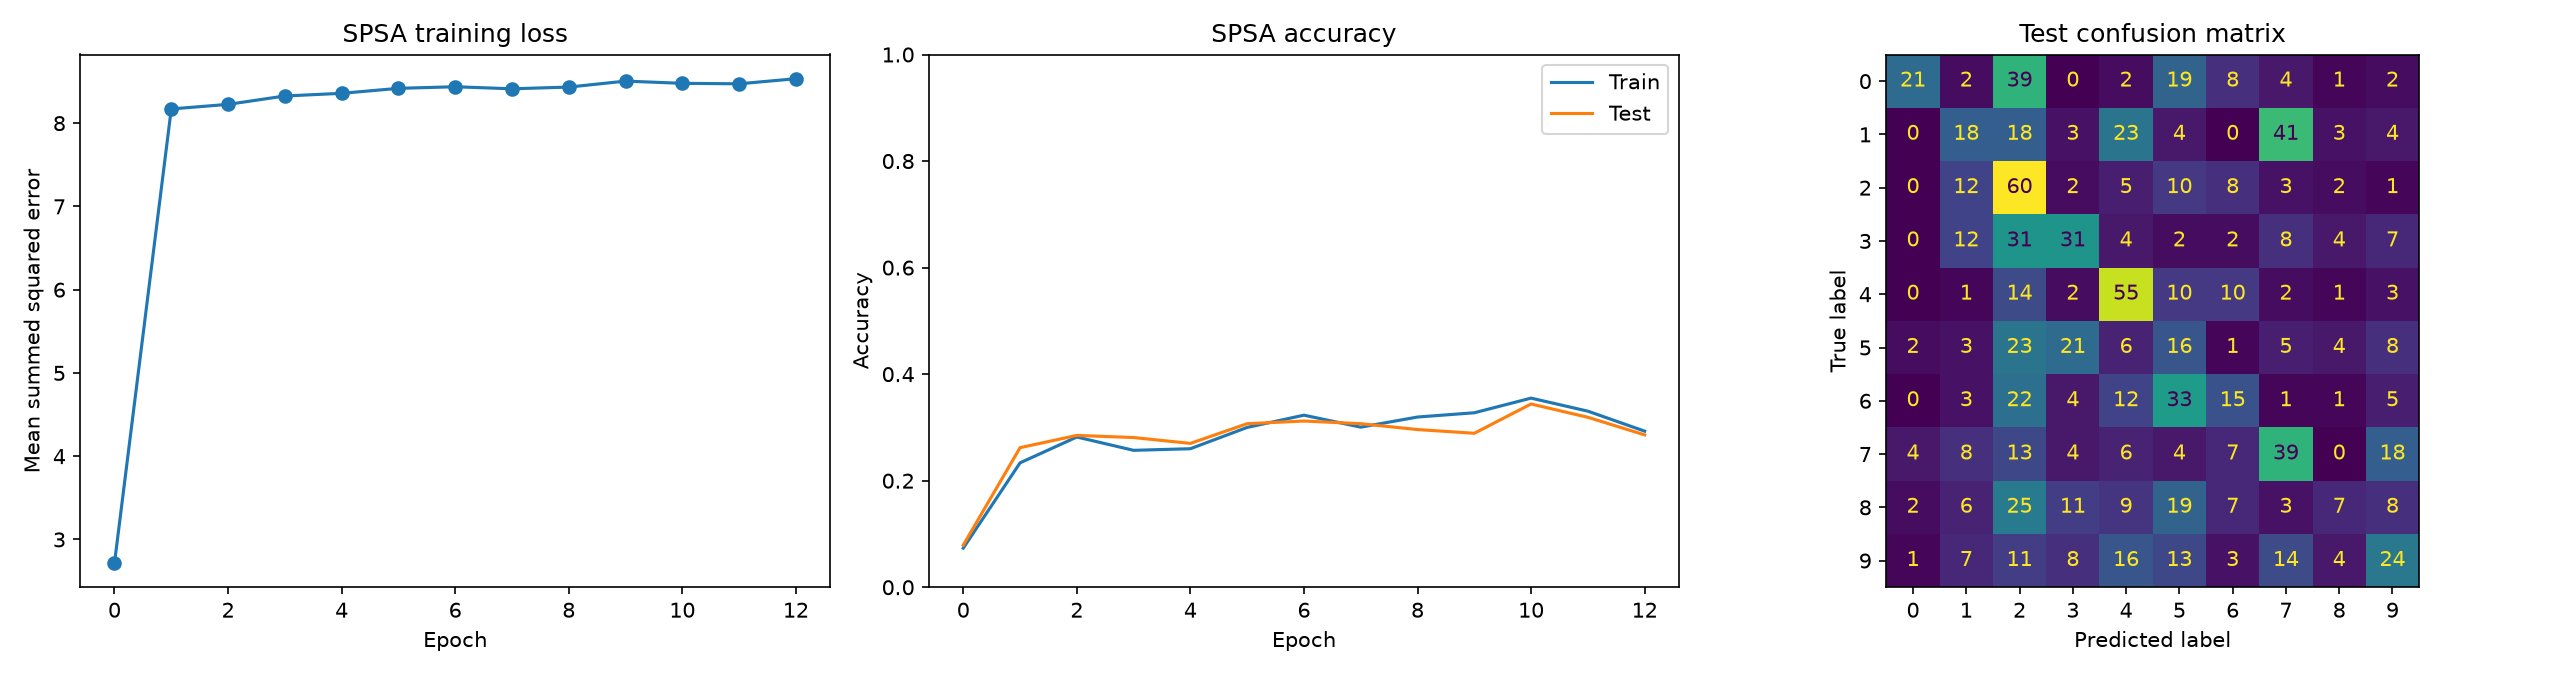 SPSA training loss
Mean summed squared error
8
7
6
5
4
3
0 2 4 6 8 10 12
Epoch
SPSA accuracy
Accuracy
1.0
0.8
0.6
0.4
0.2
0.0
Train
Test
0 2 4 6 8 10 12
Epoch
Test confusion matrix
True label
0 21 2 39 0 2 19 8 4 1 2
1 0 18 18 3 23 4 0 41 3 4
2 0 12 60 2 5 10 8 3 2 1
3 0 12 31 31 4 2 2 8 4 7
4 0 1 14 2 55 10 10 2 1 3
5 2 3 23 21 6 16 1 5 4 8
6 0 3 22 4 12 33 15 1 1 5
7 4 8 13 4 6 4 7 39 0 18
8 2 6 25 11 9 19 7 3 7 8
9 1 7 11 8 16 13 3 14 4 24
0 1 2 3 4 5 6 7 8 9
Predicted label